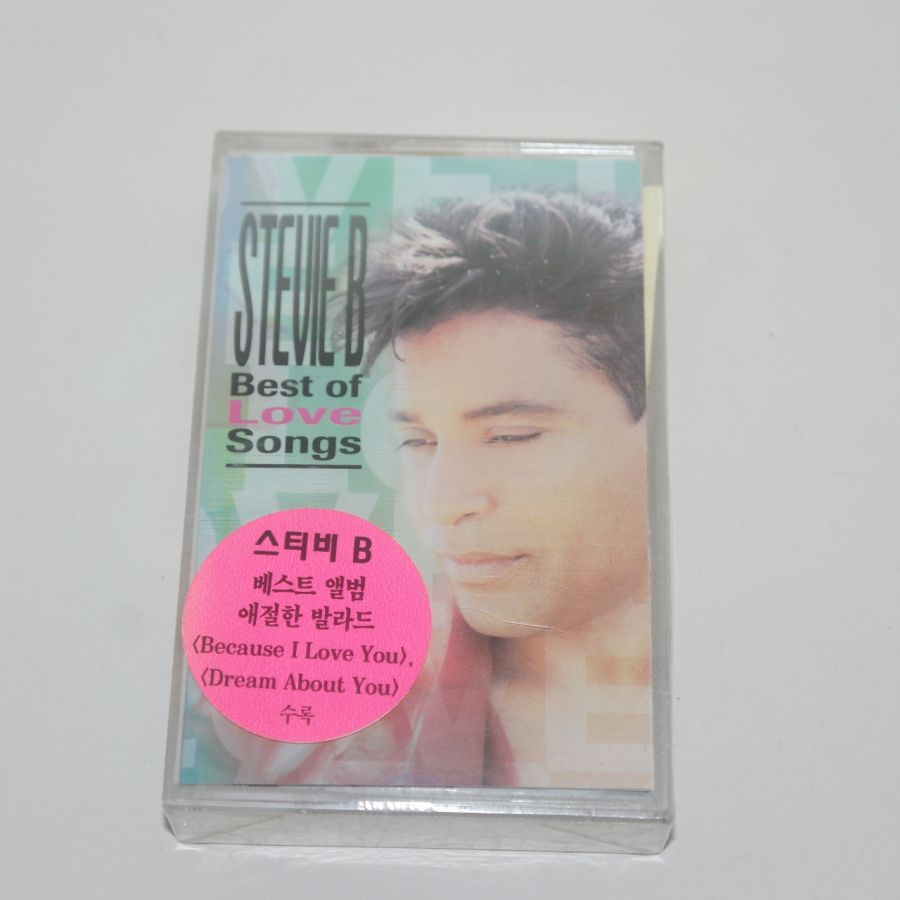 STEVIE B
Best of
Love
Songs
스티비 B
베스트 앨범
애절한 발라드
〈Because I Love You〉,
〈Dream About You〉
수록